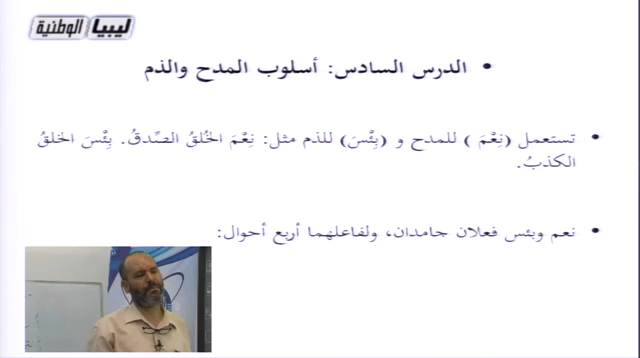 ليبيا الوطنية
• الدرس السادس: أسلوب المدح والذم
• تستعمل (نِعْمَ ) للمدح و (بِئْسَ) للذم مثل: نِعْمَ الخُلقُ الصِّدقُ. بِئْسَ الخلقُ
الكذبُ.
• نعم وبئس فعلان جامدان، ولفاعلهما أربع أحوال: